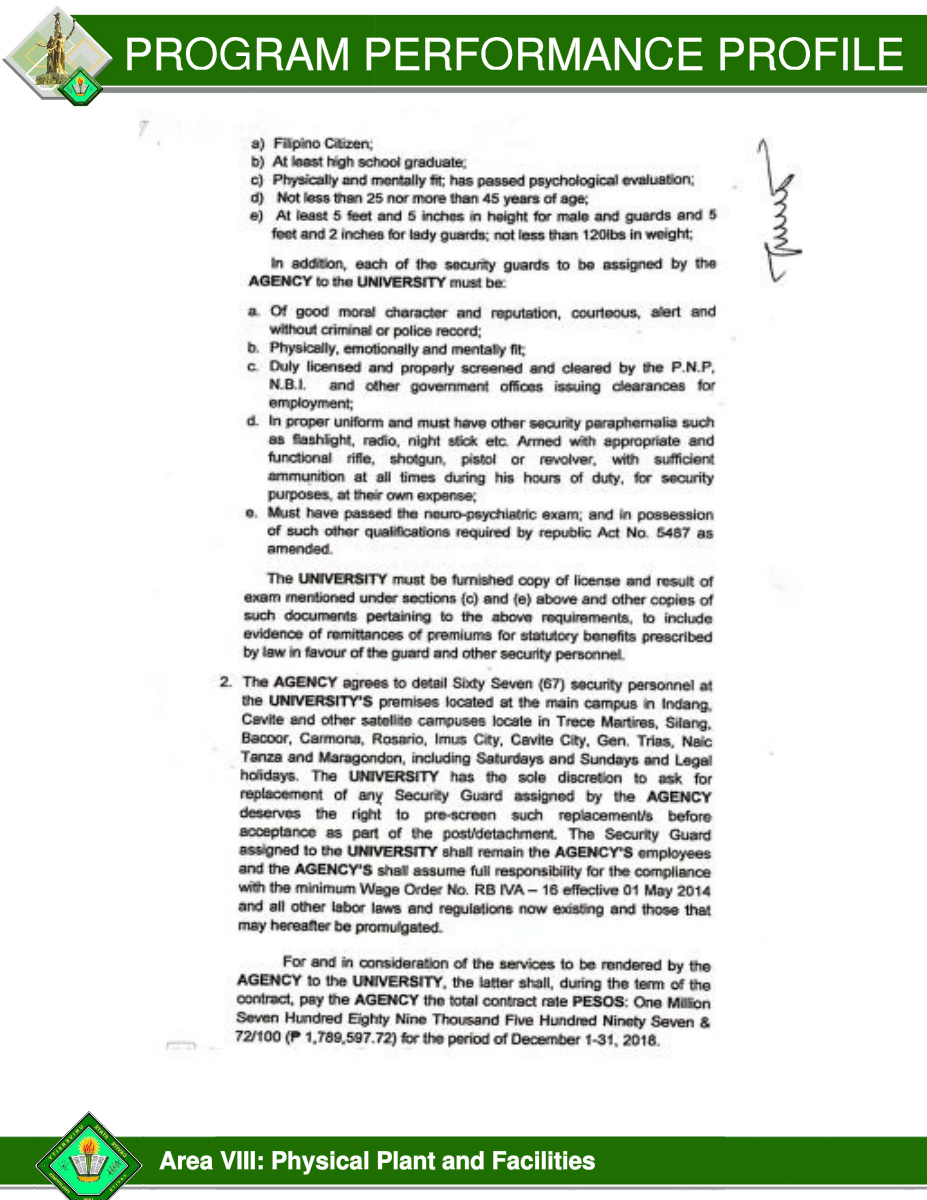 PROGRAM PERFORMANCE PROFILE
a) Filipino Citizen;
b) At least high school graduate;
c) Physically and mentally fit; has passed psychological evaluation;
d) Not less than 25 nor more than 45 years of age;
e) At least 5 feet and 5 inches in height for male and guards and 5
feet and 2 inches for lady guards; not less than 120lbs in weight;
In addition, each of the security guards to be assigned by the
AGENCY to the UNIVERSITY must be:
a. Of good moral character and reputation, courteous, alert and
without criminal or police record;
b. Physically, emotionally and mentally fit;
c. Duly licensed and properly screened and cleared by the P.N.P,
N.B.I. and other government offices issuing clearances for
employment;
d. In proper uniform and must have other security paraphernalia such
as flashlight, radio, night stick etc. Armed with appropriate and
functional rifle, shotgun, pistol or revolver, with sufficient
ammunition at all times during his hours of duty, for security
purposes, at their own expense;
e. Must have passed the neuro-psychiatric exam; and in possession
of such other qualifications required by republic Act No. 5487 as
amended.
The UNIVERSITY must be furnished copy of license and result of
exam mentioned under sections (c) and (e) above and other copies of
such documents pertaining to the above requirements, to include
evidence of remittances of premiums for statutory benefits prescribed
by law in favour of the guard and other security personnel.
2. The AGENCY agrees to detail Sixty Seven (67) security personnel at
the UNIVERSITY'S premises located at the main campus in Indang,
Cavite and other satellite campuses locate in Trece Martires, Silang,
Bacoor, Carmona, Rosario, Imus City, Cavite City, Gen. Trias, Naic
Tanza and Maragondon, including Saturdays and Sundays and Legal
holidays. The UNIVERSITY has the sole discretion to ask for
replacement of any Security Guard assigned by the AGENCY
deserves the right to pre-screen such replacement/s before
acceptance as part of the post/detachment. The Security Guard
assigned to the UNIVERSITY shall remain the AGENCY'S employees
and the AGENCY'S shall assume full responsibility for the compliance
with the minimum Wage Order No. RB IVA – 16 effective 01 May 2014
and all other labor laws and regulations now existing and those that
may hereafter be promulgated.
For and in consideration of the services to be rendered by the
AGENCY to the UNIVERSITY, the latter shall, during the term of the
contract, pay the AGENCY the total contract rate PESOS: One Million
Seven Hundred Eighty Nine Thousand Five Hundred Ninety Seven &
72/100 (₱ 1,789,597.72) for the period of December 1-31, 2018.
Area VIII: Physical Plant and Facilities